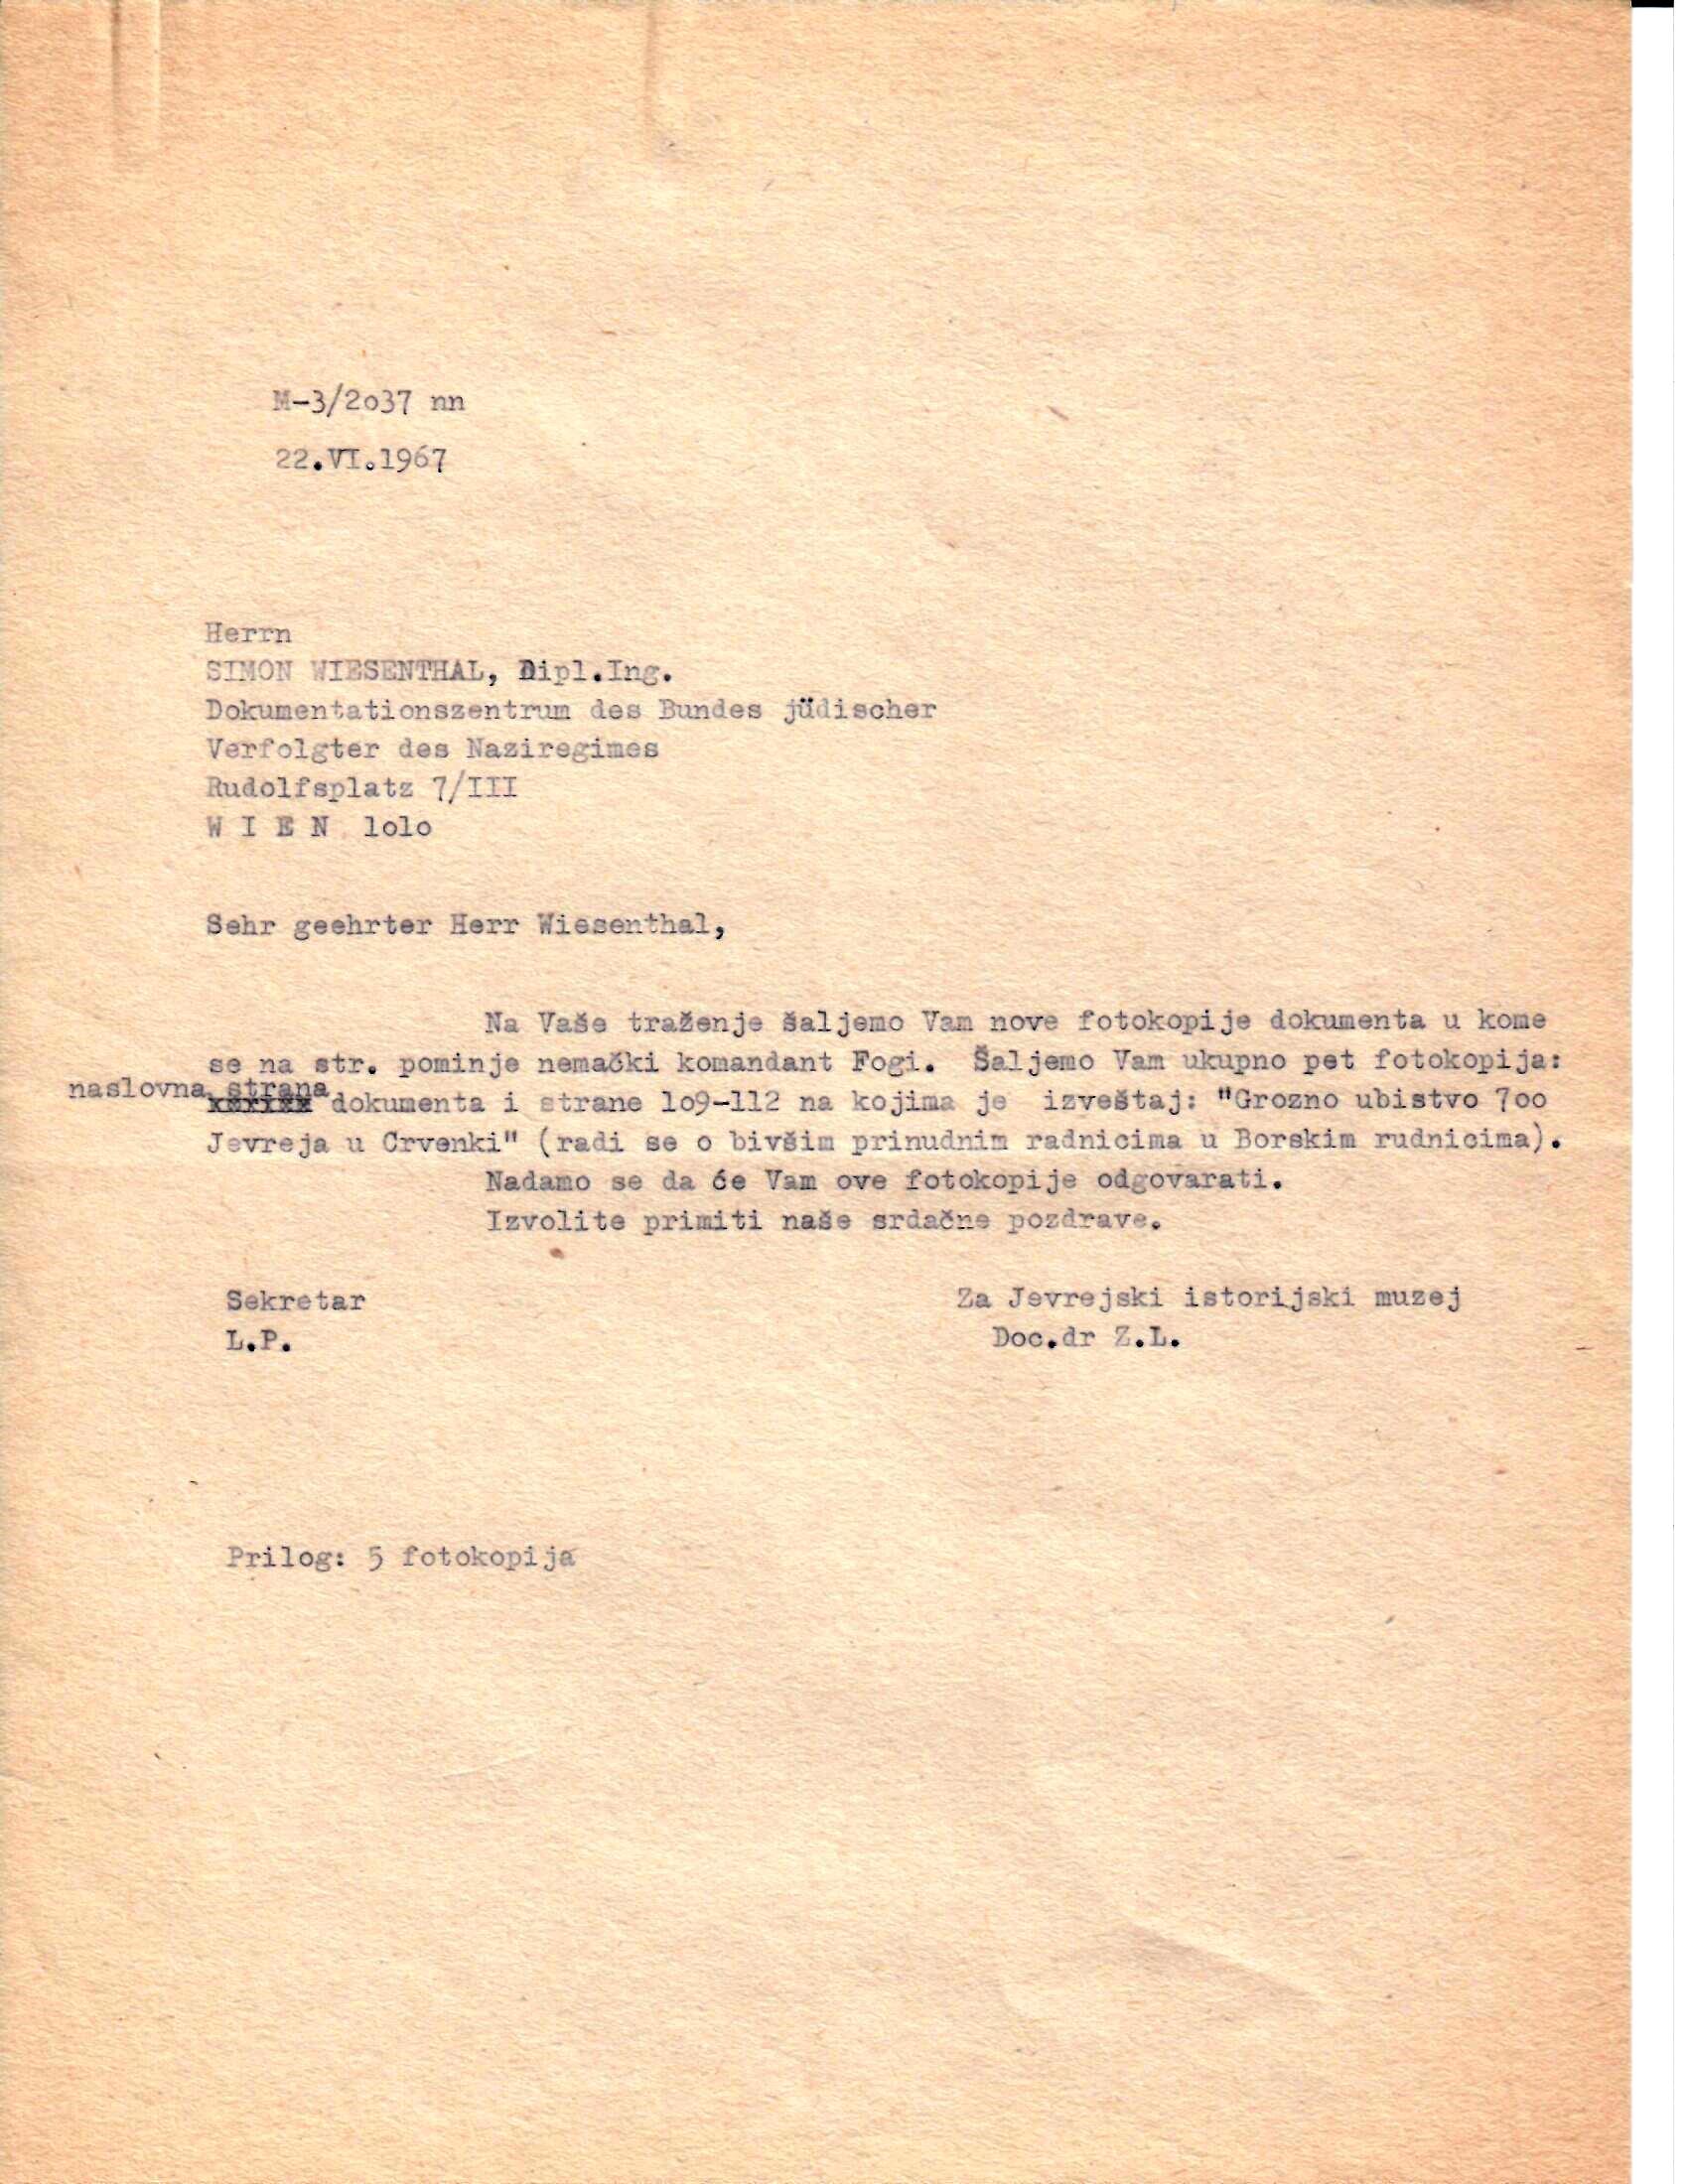 M-3/2o37 nn
22.VI.1967
Herrn
SIMON WIESENTHAL, Dipl.Ing.
Dokumentationszentrum des Bundes jüdischer
Verfolgter des Naziregimes
Rudolfsplatz 7/III
W I E N lolo
Sehr geehrter Herr Wiesenthal,
Na Vaše traženje šaljemo Vam nove fotokopije dokumenta u kome
se na str. pominje nemački komandant Fogi. Šaljemo Vam ukupno pet fotokopija:
naslovna strana
dokumenta i strane lo9-112 na kojima je izveštaj: "Grozno ubistvo 7oo
Jevreja u Crvenki" (radi se o bivšim prinudnim radnicima u Borskim rudnicima).
Nadamo se da će Vam ove fotokopije odgovarati.
Izvolite primiti naše srdačne pozdrave.
Sekretar
L.P.
Za Jevrejski istorijski muzej
Doc.dr Z.L.
Prilog: 5 fotokopija